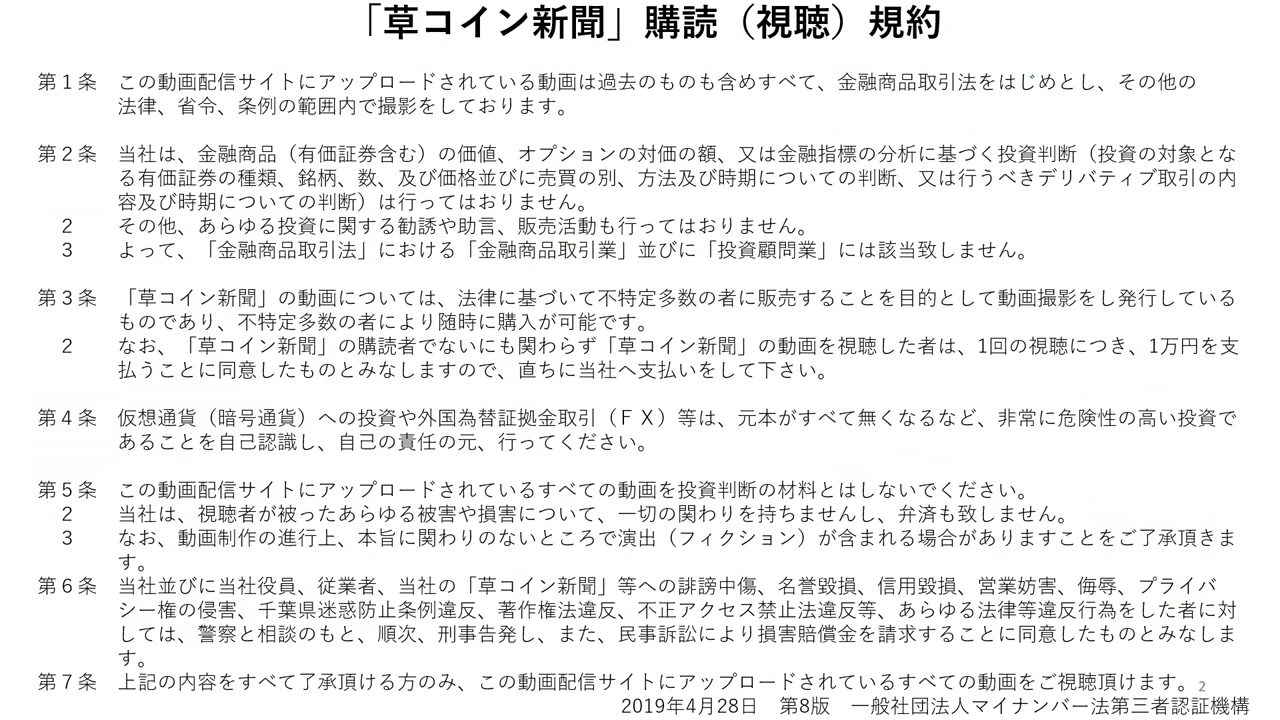 「草コイン新聞」購読（視聴）規約
第１条　この動画配信サイトにアップロードされている動画は過去のものも含めすべて、金融商品取引法をはじめとし、その他の
法律、省令、条例の範囲内で撮影をしております。
第２条　当社は、金融商品（有価証券含む）の価値、オプションの対価の額、又は金融指標の分析に基づく投資判断（投資の対象とな
る有価証券の種類、銘柄、数、及び価格並びに売買の別、方法及び時期についての判断、又は行うべきデリバティブ取引の内
容及び時期についての判断）は行ってはおりません。
2　その他、あらゆる投資に関する勧誘や助言、販売活動も行ってはおりません。
3　よって、「金融商品取引法」における「金融商品取引業」並びに「投資顧問業」には該当致しません。
第３条　「草コイン新聞」の動画については、法律に基づいて不特定多数の者に販売することを目的として動画撮影をし発行している
ものであり、不特定多数の者により随時に購入が可能です。
2　なお、「草コイン新聞」の購読者でないにも関わらず「草コイン新聞」の動画を視聴した者は、1回の視聴につき、1万円を支
払うことに同意したものとみなしますので、直ちに当社へ支払いをして下さい。
第４条　仮想通貨（暗号通貨）への投資や外国為替証拠金取引（ＦＸ）等は、元本がすべて無くなるなど、非常に危険性の高い投資で
あることを自己認識し、自己の責任の元、行ってください。
第５条　この動画配信サイトにアップロードされているすべての動画を投資判断の材料とはしないでください。
2　当社は、視聴者が被ったあらゆる被害や損害について、一切の関わりを持ちませんし、弁済も致しません。
3　なお、動画制作の進行上、本旨に関わりのないところで演出（フィクション）が含まれる場合がありますことをご了承頂きま
す。
第６条　当社並びに当社役員、従業者、当社の「草コイン新聞」等への誹謗中傷、名誉毀損、信用毀損、営業妨害、侮辱、プライバ
シー権の侵害、千葉県迷惑防止条例違反、著作権法違反、不正アクセス禁止法違反等、あらゆる法律等違反行為をした者に対
しては、警察と相談のもと、順次、刑事告発し、また、民事訴訟により損害賠償金を請求することに同意したものとみなしま
す。
第７条　上記の内容をすべて了承頂ける方のみ、この動画配信サイトにアップロードされているすべての動画をご視聴頂けます。
2
2019年4月28日　第8版　一般社団法人マイナンバー法第三者認証機構